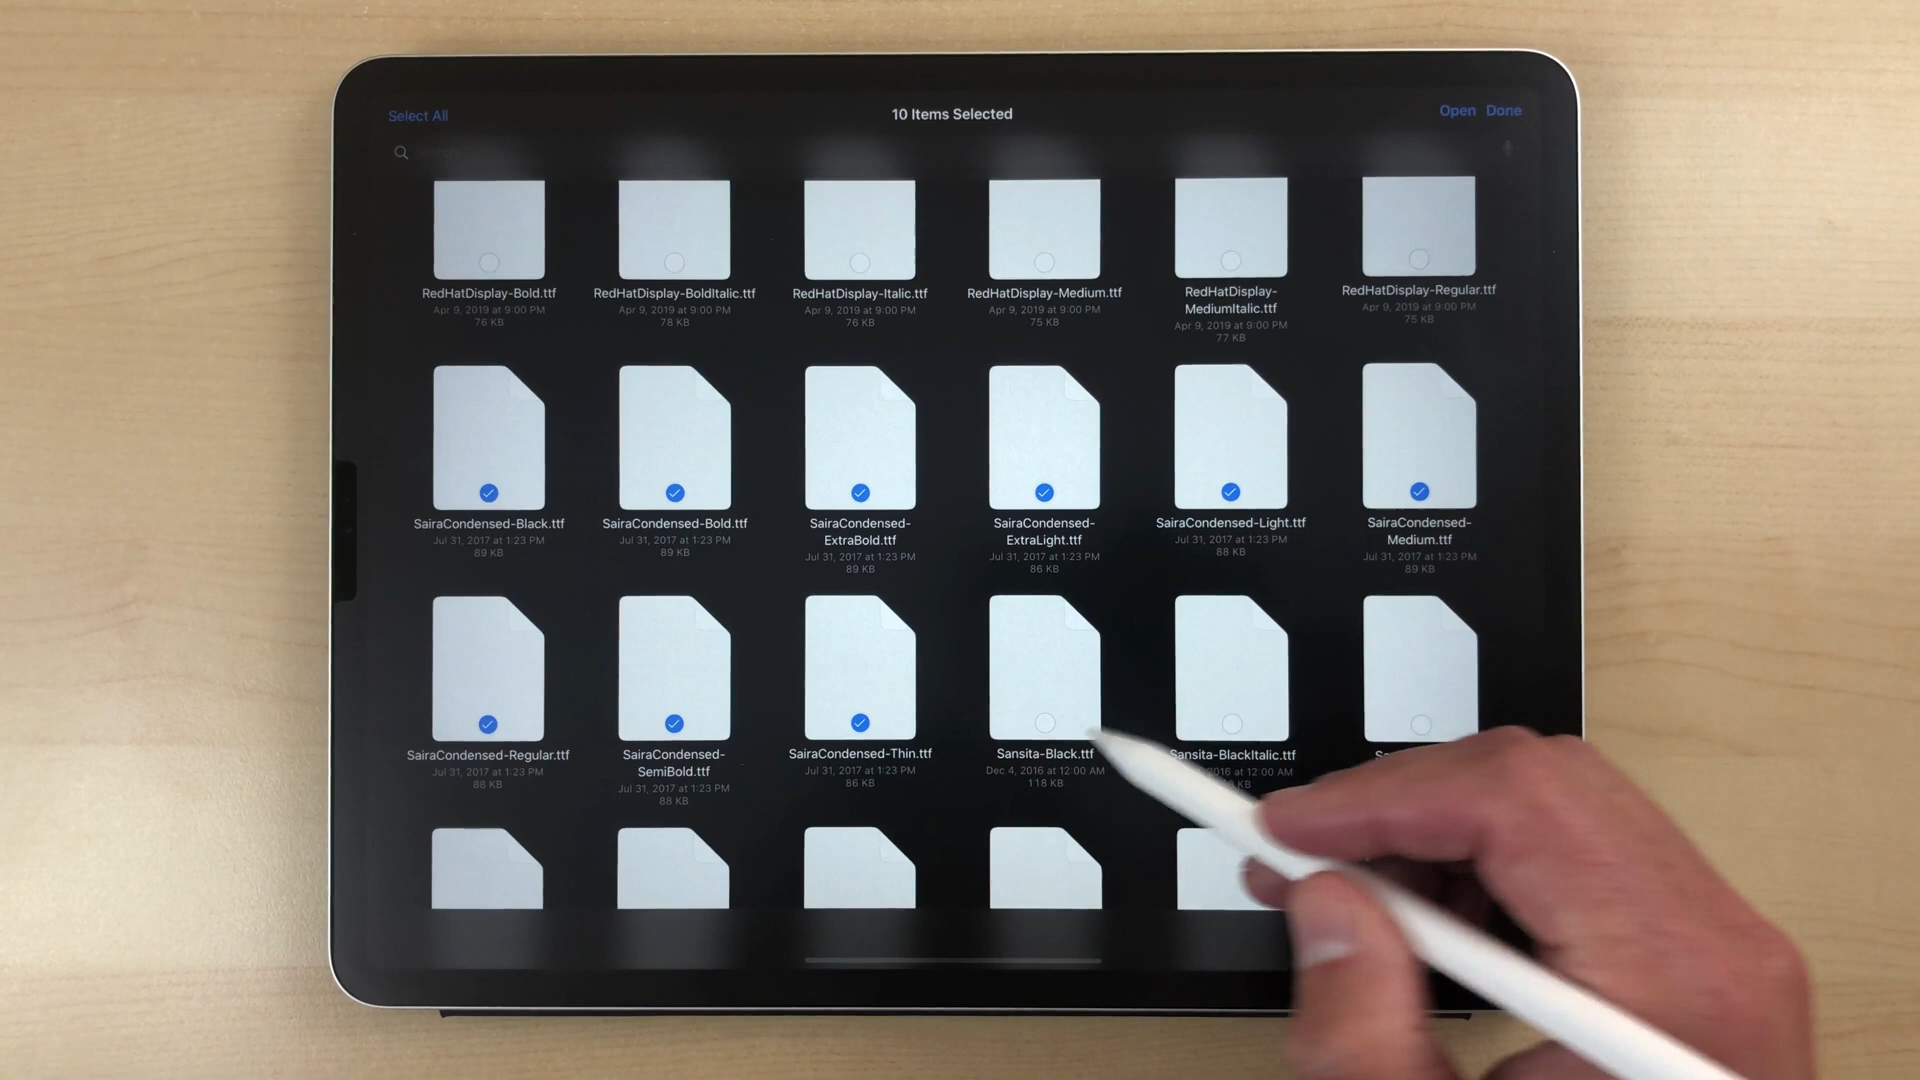 Select All
10 Items Selected
Open Done
RedHatDisplay-Bold.ttf
Apr 9, 2019 at 9:00 PM
76 KB
RedHatDisplay-BoldItalic.ttf
Apr 9, 2019 at 9:00 PM
78 KB
RedHatDisplay-Italic.ttf
Apr 9, 2019 at 9:00 PM
76 KB
RedHatDisplay-Medium.ttf
Apr 9, 2019 at 9:00 PM
75 KB
RedHatDisplay-
MediumItalic.ttf
Apr 9, 2019 at 9:00 PM
77 KB
RedHatDisplay-Regular.ttf
Apr 9, 2019 at 9:00 PM
75 KB
SairaCondensed-Black.ttf
Jul 31, 2017 at 1:23 PM
89 KB
SairaCondensed-Bold.ttf
Jul 31, 2017 at 1:23 PM
89 KB
SairaCondensed-
ExtraBold.ttf
Jul 31, 2017 at 1:23 PM
89 KB
SairaCondensed-
ExtraLight.ttf
Jul 31, 2017 at 1:23 PM
86 KB
SairaCondensed-Light.ttf
Jul 31, 2017 at 1:23 PM
88 KB
SairaCondensed-
Medium.ttf
Jul 31, 2017 at 1:23 PM
89 KB
SairaCondensed-Regular.ttf
Jul 31, 2017 at 1:23 PM
88 KB
SairaCondensed-
SemiBold.ttf
Jul 31, 2017 at 1:23 PM
88 KB
SairaCondensed-Thin.ttf
Jul 31, 2017 at 1:23 PM
86 KB
Sansita-Black.ttf
Dec 4, 2016 at 12:00 AM
118 KB
Sansita-BlackItalic.ttf
2016 at 12:00 AM
KB